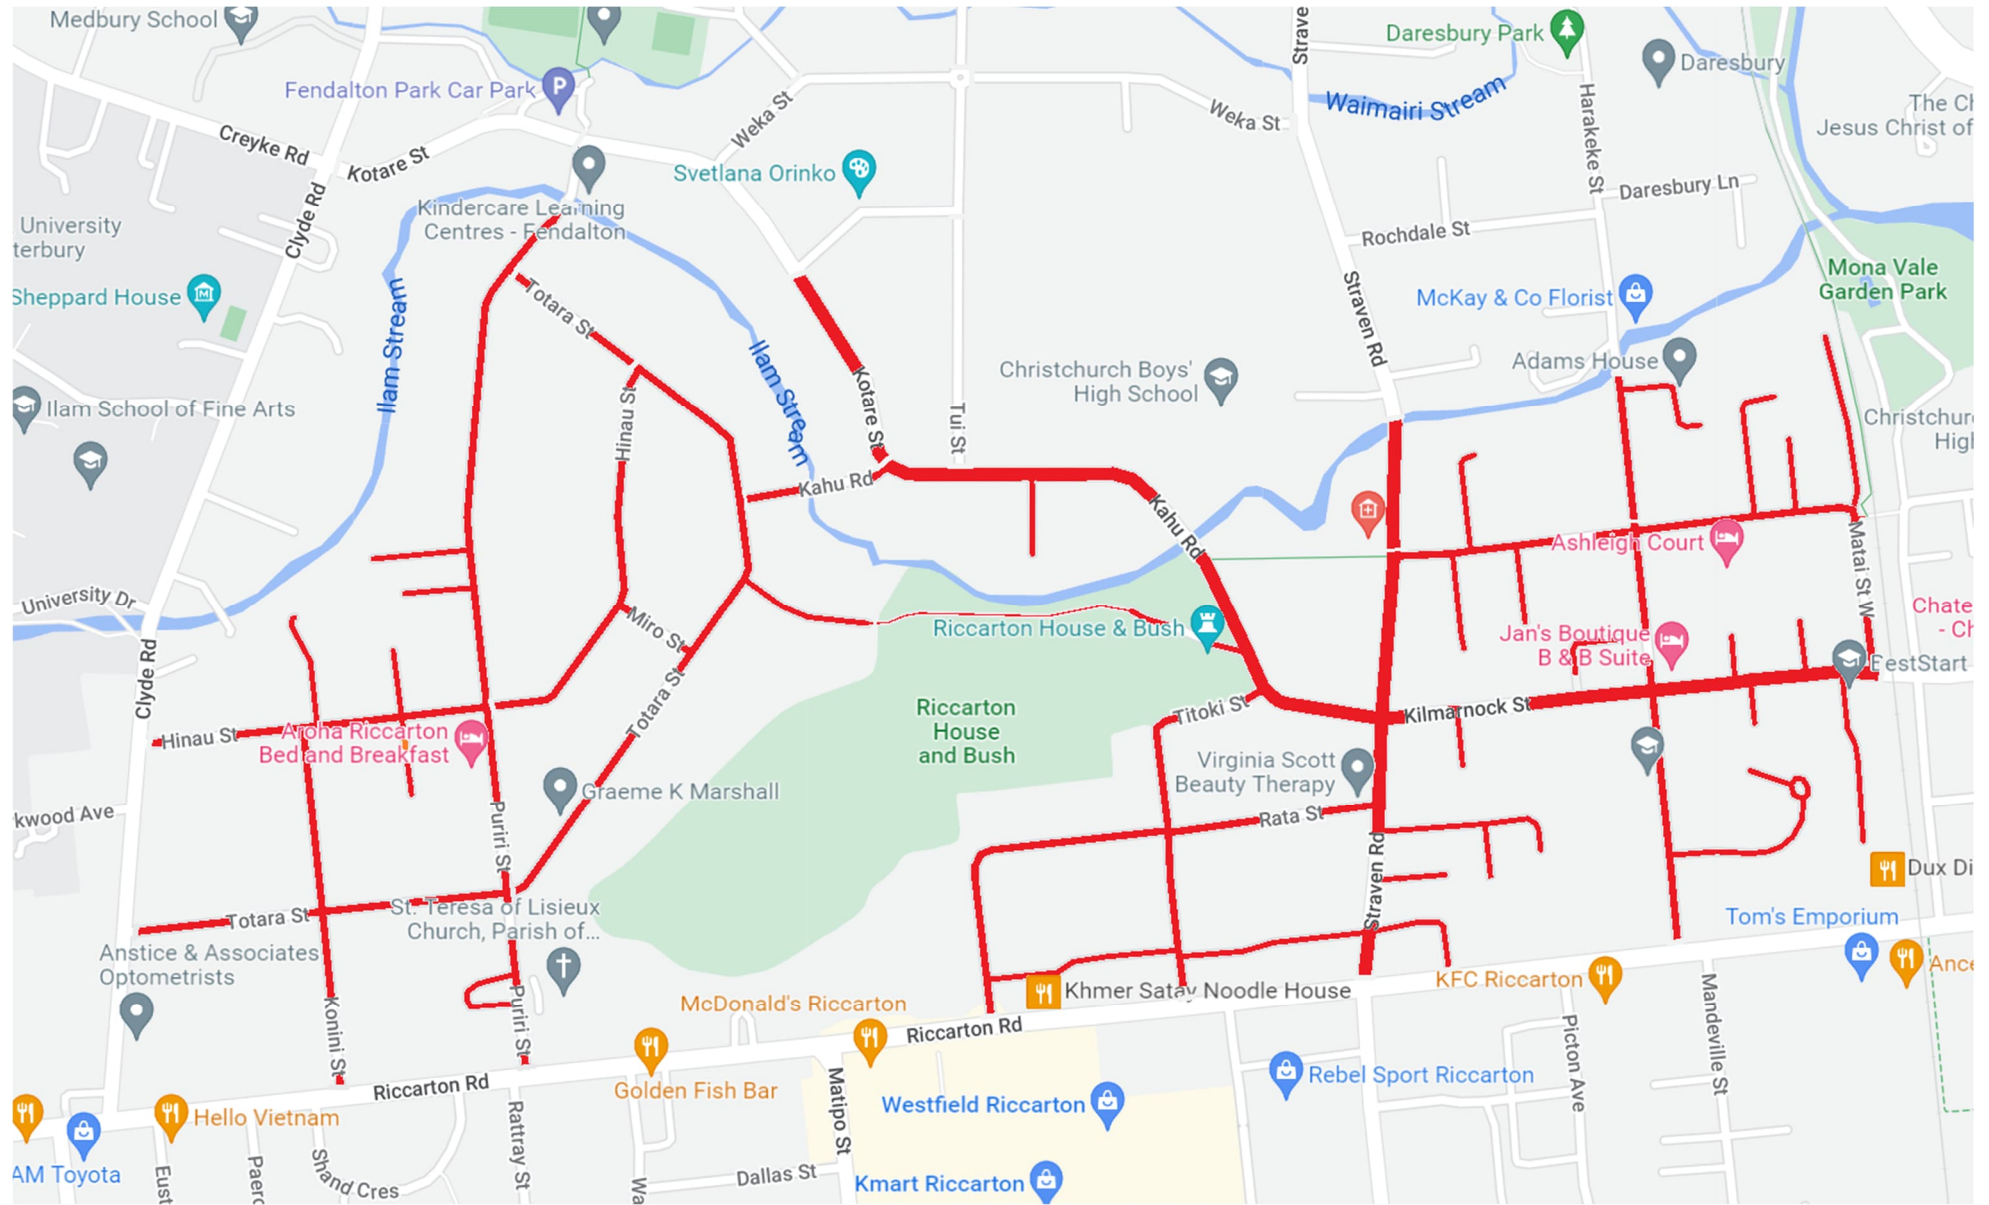 Medbury School
Fendalton Park Car Park
P
Creyke Rd
Kotare St
Clyde Rd
Weka St
Svetlana Orinko
Weka St
Strave
Waimairi Stream
Daresbury Park
Daresbury
Harakeke St
The Ch
Jesus Christ of
Daresbury Ln
Rochdale St
Kindercare Learning
Centres - Fendalton
University
terbury
Sheppard House
Ilam Stream
Totara St
Ilam Stream
Kotare St
Tui St
Christchurch Boys'
High School
Straven Rd
McKay & Co Florist
Mona Vale
Garden Park
Adams House
Ilam School of Fine Arts
Hinau St
Kahu Rd
Kahu Rd
Christchurc
High
Ashleigh Court
Matai St W
University Dr
Clyde Rd
Miro St
Riccarton House & Bush
Jan's Boutique
B & B Suite
Chate
- Ch
EestStart
Hinau St
Aroha Riccarton
Bed and Breakfast
Totara St
Riccarton
House
and Bush
Titoki St
Kilmarnock St
Virginia Scott
Beauty Therapy
Graeme K Marshall
kwood Ave
Puriri St
Rata St
Straven Rd
Dux Di
Totara St
St. Teresa of Lisieux
Church, Parish of...
Anstice & Associates
Optometrists
Tom's Emporium
Ance
KFC Riccarton
Khmer Satay Noodle House
McDonald's Riccarton
Konini St
Puriri St
Riccarton Rd
Riccarton Rd
Golden Fish Bar
Matipo St
Westfield Riccarton
Rebel Sport Riccarton
Picton Ave
Mandeville St
Hello Vietnam
AM Toyota
Eust
Paerc
Shand Cres
Rattray St
Wa
Dallas St
Kmart Riccarton